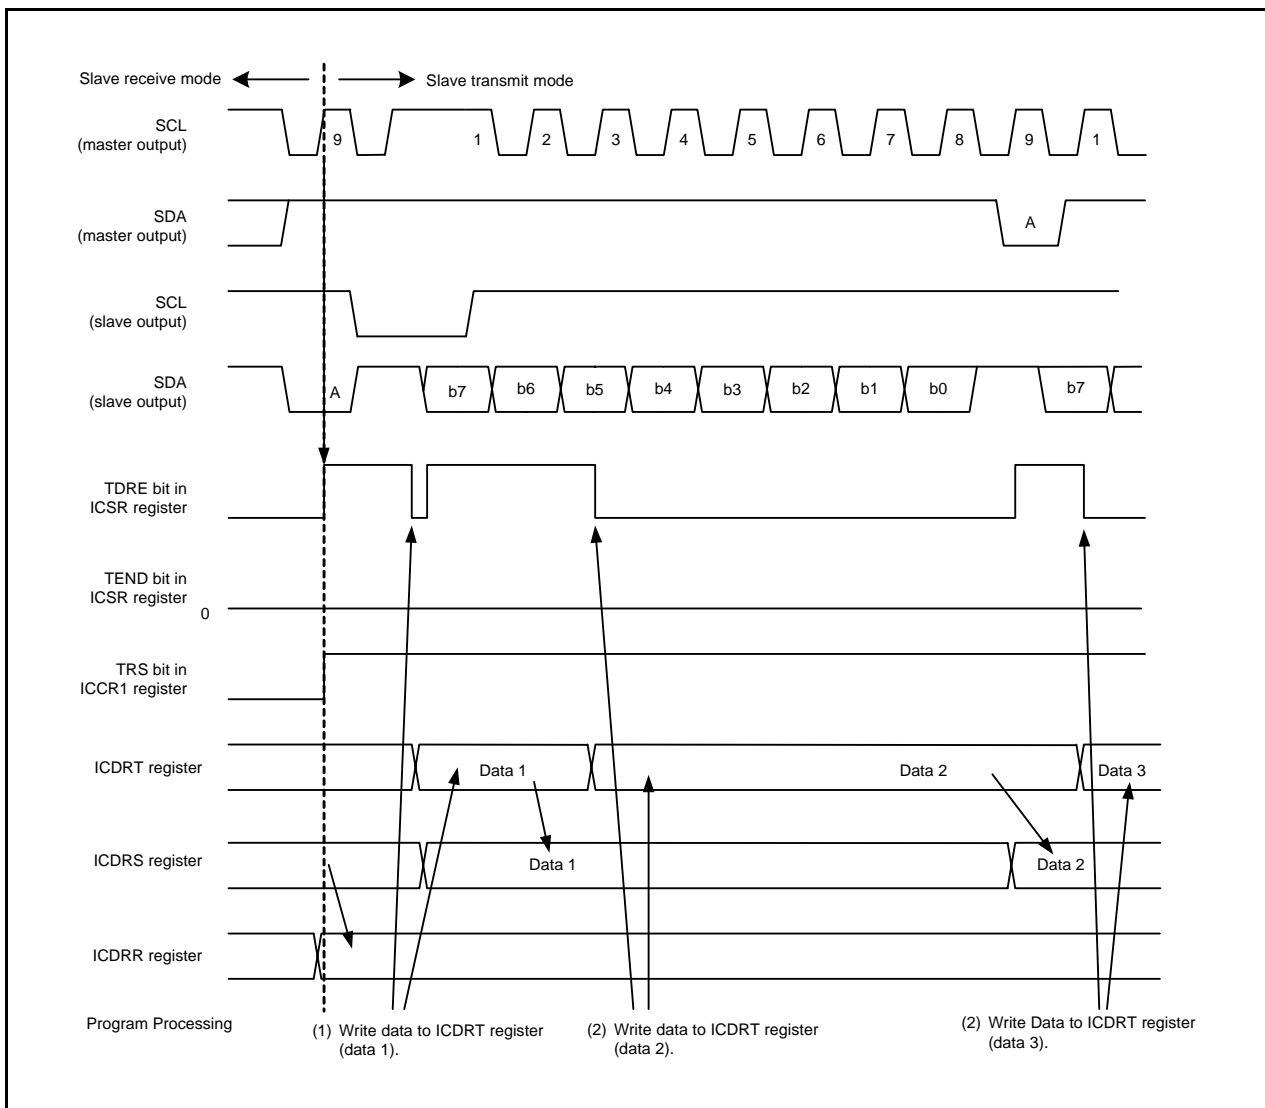 Slave receive mode
Slave transmit mode
SCL
(master output)
9
1
2
3
4
5
6
7
8
9
1
SDA
(master output)
A
SCL
(slave output)
SDA
(slave output)
A
b7
b6
b5
b4
b3
b2
b1
b0
b7
TDRE bit in
ICSR register
TEND bit in
ICSR register
0
TRS bit in
ICCR1 register
ICDRT register
Data 1
Data 2
Data 3
ICDRS register
Data 1
Data 2
ICDRR register
Program Processing
(1) Write data to ICDRT register
(data 1).
(2) Write data to ICDRT register
(data 2).
(2) Write Data to ICDRT register
(data 3).